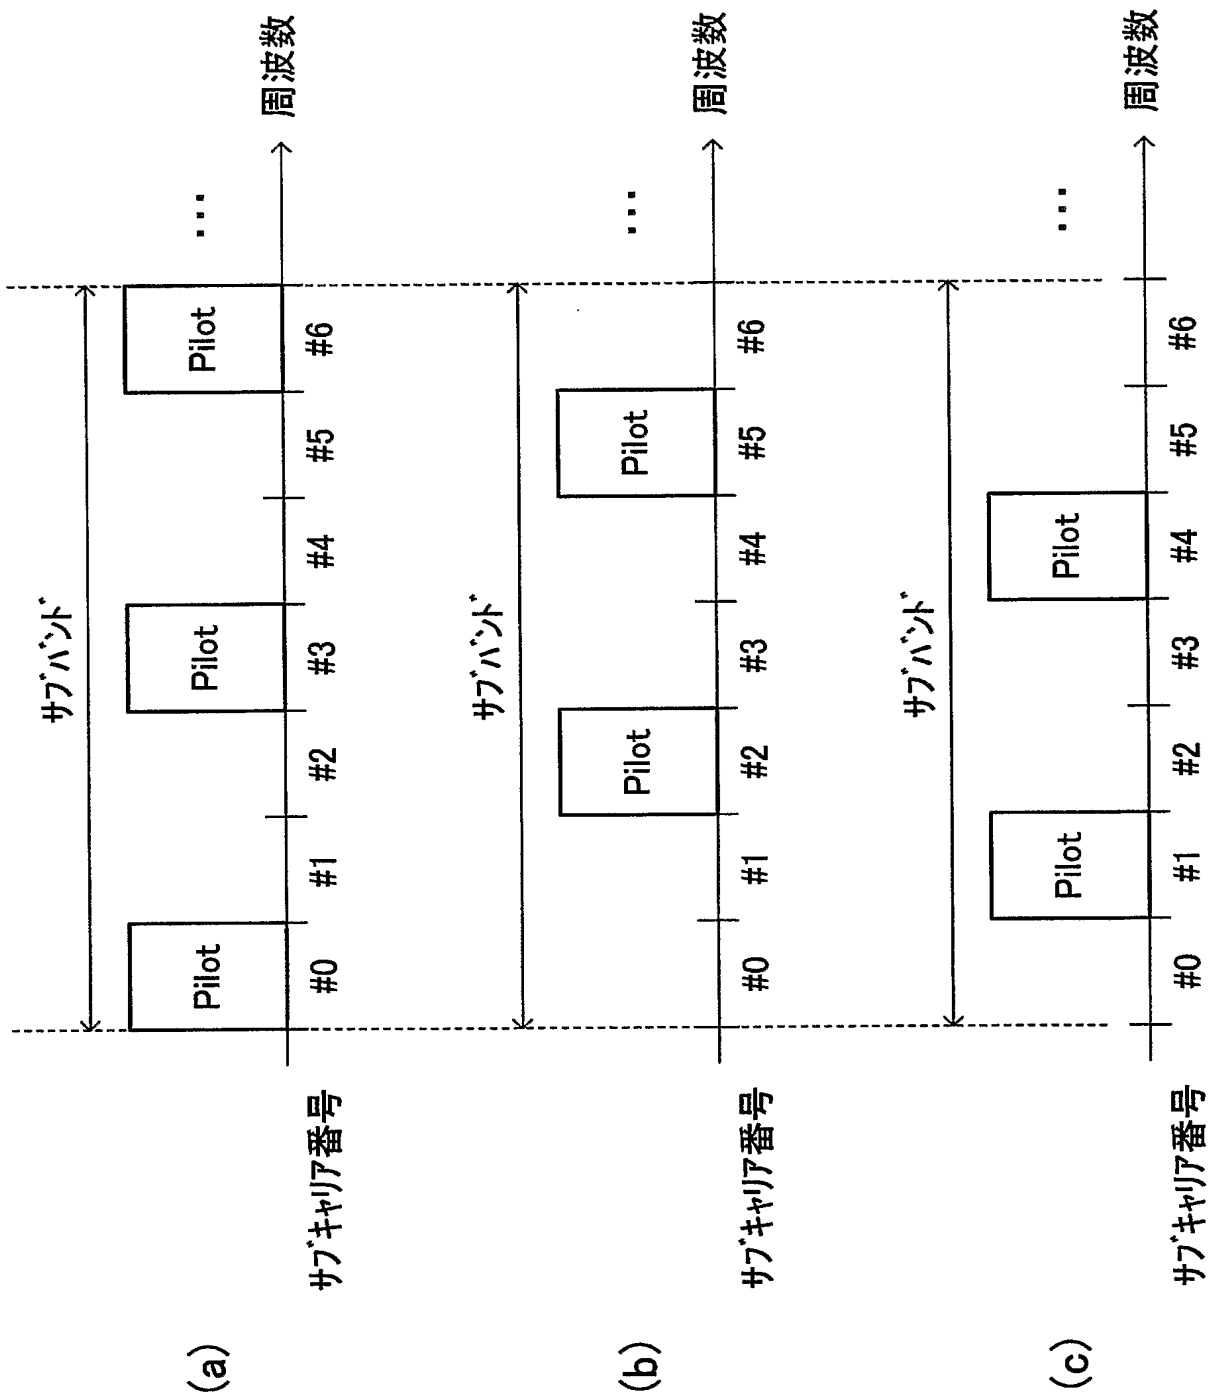 (a)
サブバンド
Pilot Pilot Pilot ...
周波数
サブキャリア番号 #0 #1 #2 #3 #4 #5 #6
(b)
サブバンド
Pilot Pilot ...
周波数
サブキャリア番号 #0 #1 #2 #3 #4 #5 #6
(c)
サブバンド
Pilot Pilot ...
周波数
サブキャリア番号 #0 #1 #2 #3 #4 #5 #6